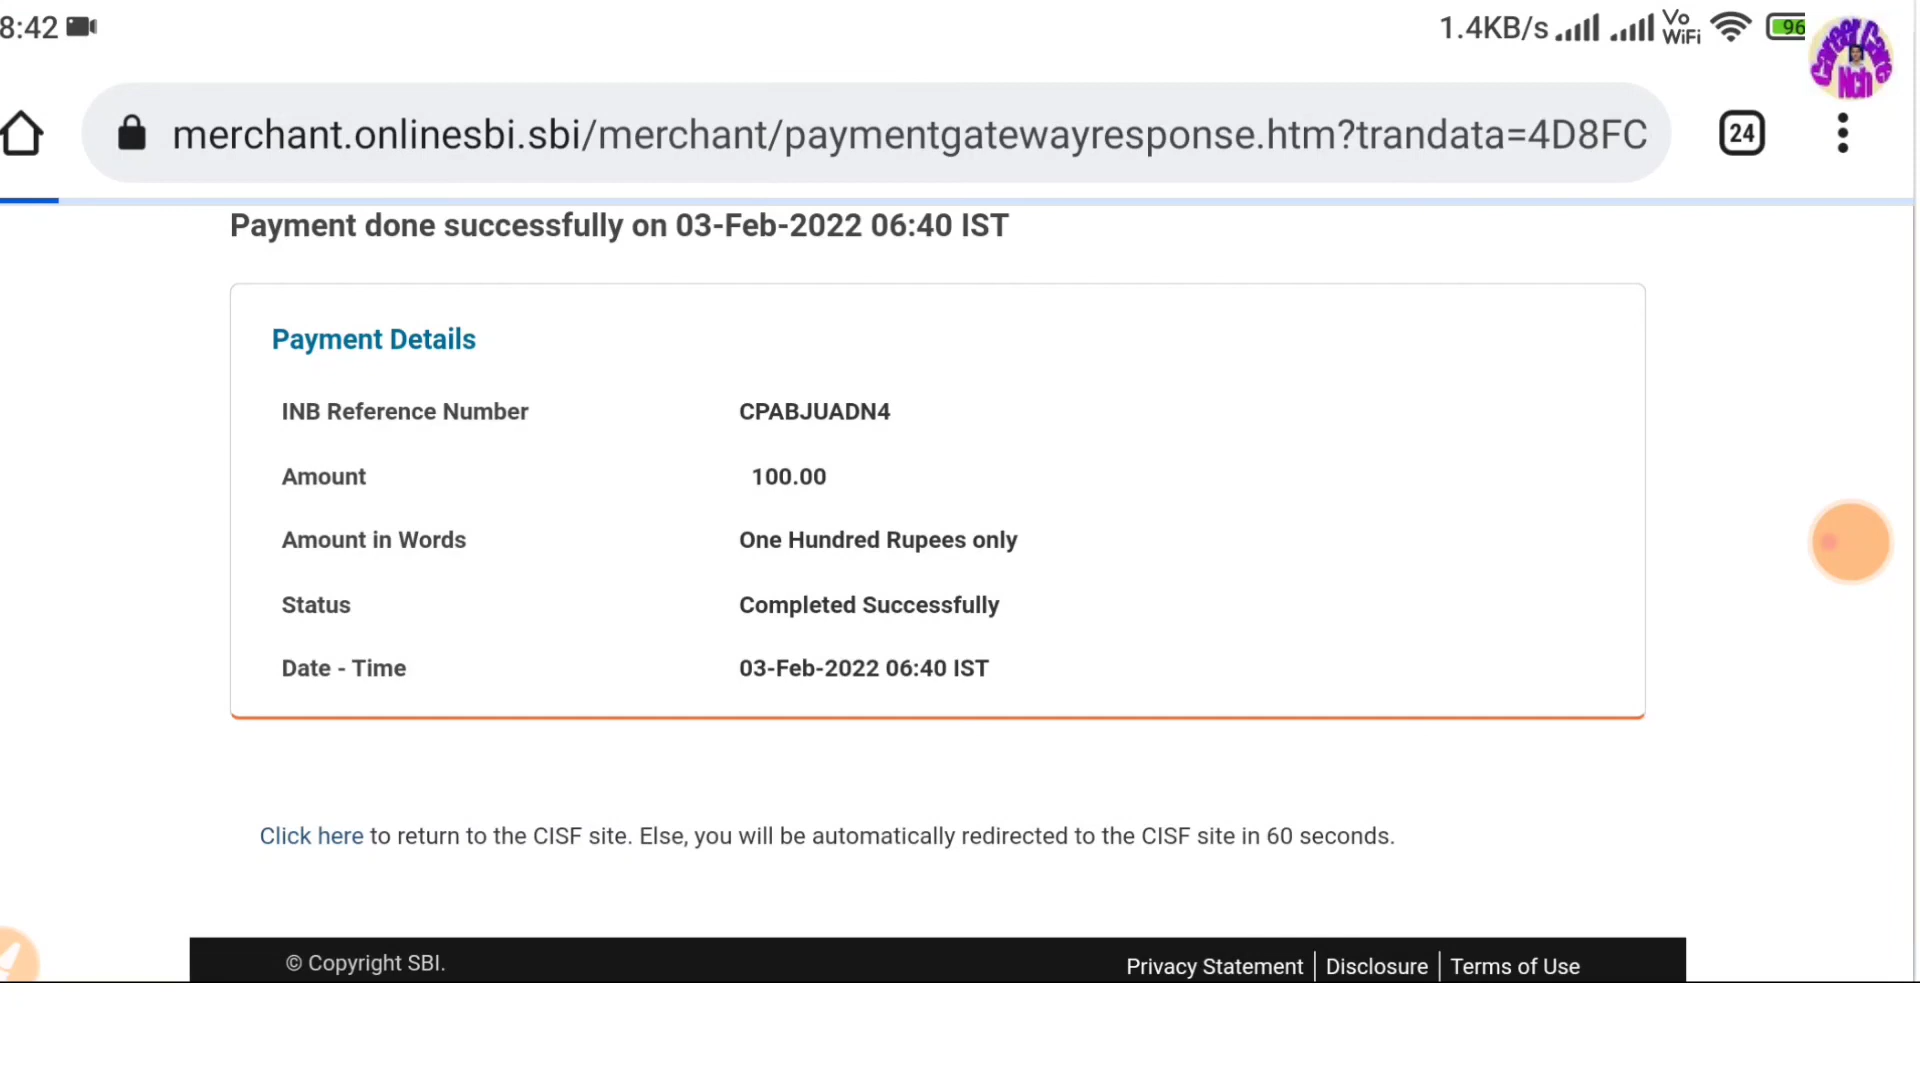 8:42
1.4KB/s Vo WiFi 96
merchant.onlinesbi.sbi/merchant/paymentgatewayresponse.htm?trandata=4D8FC
24
Payment done successfully on 03-Feb-2022 06:40 IST
Payment Details
INB Reference Number CPABJUADN4
Amount 100.00
Amount in Words One Hundred Rupees only
Status Completed Successfully
Date - Time 03-Feb-2022 06:40 IST
Click here to return to the CISF site. Else, you will be automatically redirected to the CISF site in 60 seconds.
© Copyright SBI. Privacy Statement Disclosure Terms of Use